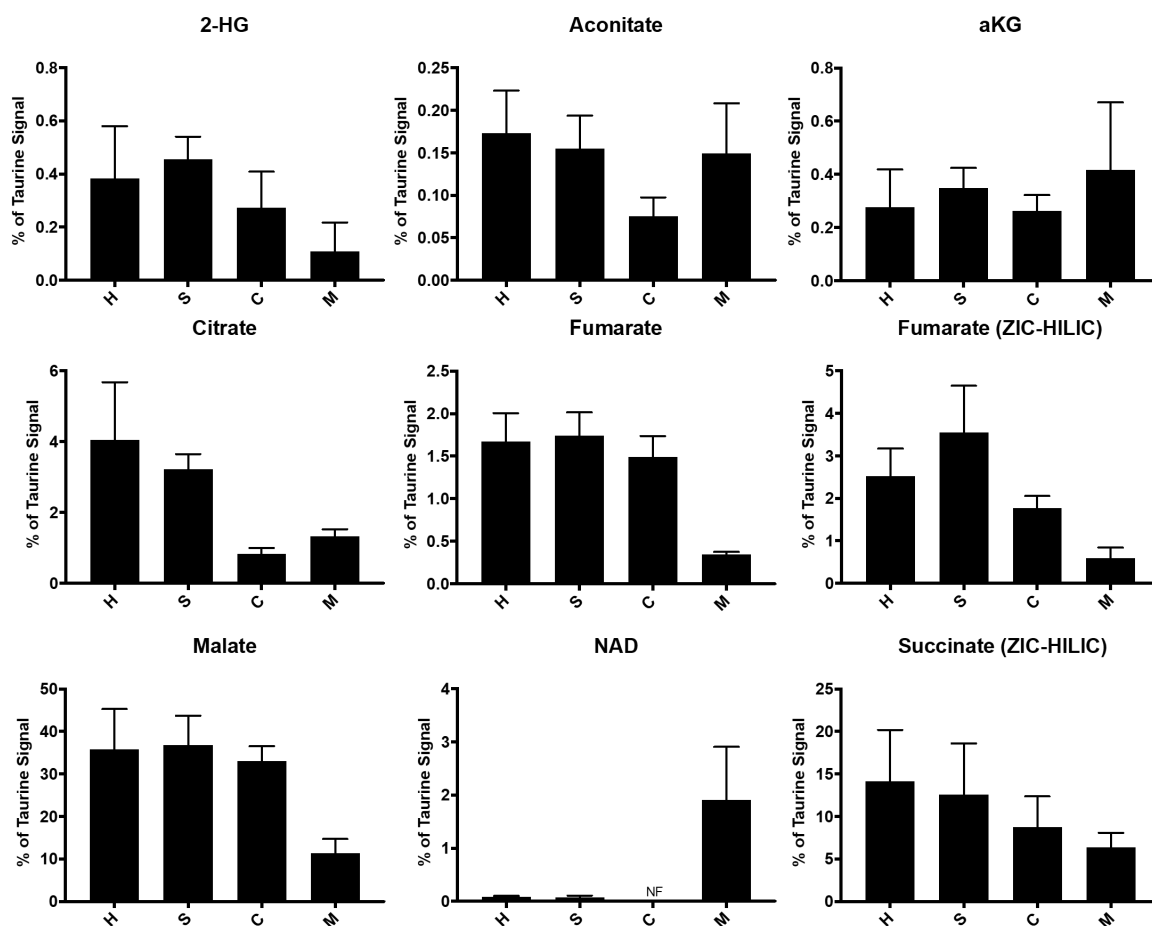 2-HG
% of Taurine Signal
0.8
0.6
0.4
0.2
0.0
H S C M
Aconitate
% of Taurine Signal
0.25
0.20
0.15
0.10
0.05
0.00
H S C M
aKG
% of Taurine Signal
0.8
0.6
0.4
0.2
0.0
H S C M
Citrate
% of Taurine Signal
6
4
2
0
H S C M
Fumarate
% of Taurine Signal
2.5
2.0
1.5
1.0
0.5
0.0
H S C M
Fumarate (ZIC-HILIC)
% of Taurine Signal
5
4
3
2
1
0
H S C M
Malate
% of Taurine Signal
50
40
30
20
10
0
H S C M
NAD
% of Taurine Signal
4
3
2
1
0
NF
H S C M
Succinate (ZIC-HILIC)
% of Taurine Signal
25
20
15
10
5
0
H S C M